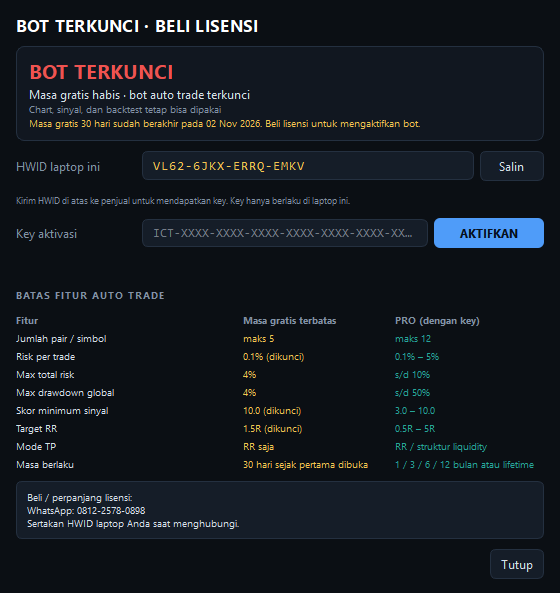 BOT TERKUNCI · BELI LISENSI
BOT TERKUNCI
Masa gratis habis · bot auto trade terkunci
Chart, sinyal, dan backtest tetap bisa dipakai
Masa gratis 30 hari sudah berakhir pada 02 Nov 2026. Beli lisensi untuk mengaktifkan bot.
HWID laptop ini VL62-6JKX-ERRQ-EMKV Salin
Kirim HWID di atas ke penjual untuk mendapatkan key. Key hanya berlaku di laptop ini.
Key aktivasi ICT-XXXX-XXXX-XXXX-XXXX-XXXX-XXXX-XX... AKTIFKAN
BATAS FITUR AUTO TRADE
Fitur Masa gratis terbatas PRO (dengan key)
Jumlah pair / simbol maks 5 maks 12
Risk per trade 0.1% (dikunci) 0.1% – 5%
Max total risk 4% s/d 10%
Max drawdown global 4% s/d 50%
Skor minimum sinyal 10.0 (dikunci) 3.0 – 10.0
Target RR 1.5R (dikunci) 0.5R – 5R
Mode TP RR saja RR / struktur liquidity
Masa berlaku 30 hari sejak pertama dibuka 1 / 3 / 6 / 12 bulan atau lifetime
Beli / perpanjang lisensi:
WhatsApp: 0812-2578-0898
Sertakan HWID laptop Anda saat menghubungi.
Tutup